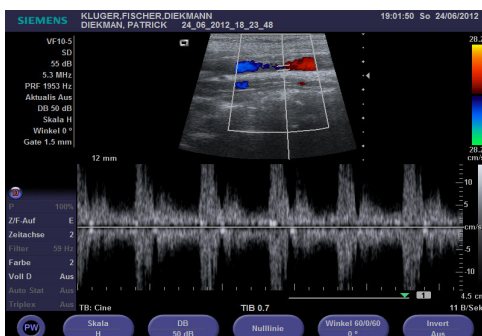 SIEMENS
KLUGER,FISCHER,DIEKMANN
DIEKMAN, PATRICK 24_06_2012_18_23_48
19:01:50 So 24/06/2012
VF10-5
SD
55 dB
5.3 MHz
PRF 1953 Hz
Aktualis Aus
DB 50 dB
Skala H
Winkel 0 °
Gate 1.5 mm
28.2
28.2
cm/s
12 mm
10
5
cm/s
-5
-10
P 100%
Z/F-Auf E
Zeitachse 2
Filter 59 Hz
Farbe 2
Voll D Aus
Auto Stat Aus
Triplex Aus
1
4.5 cm
TB: Cine
TIB 0.7
11 B/Sek
PW
Skala
H
DB
50 dB
Nulllinie
Winkel 60/0/60
0 °
Invert
Aus